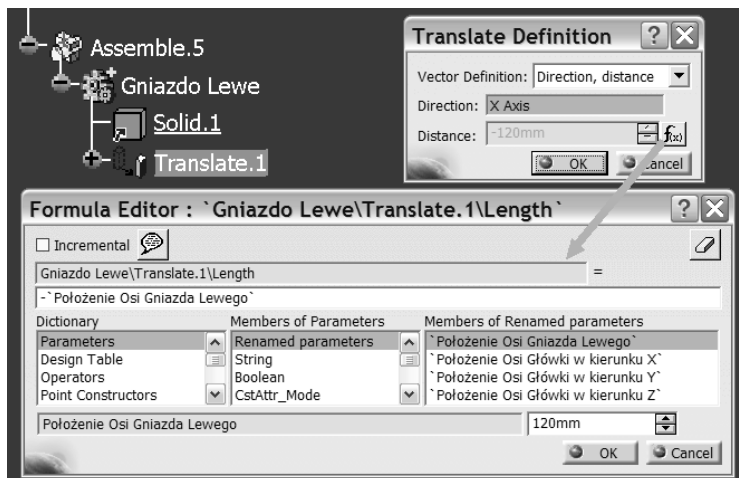 Assemble.5
Gniazdo Lewe
Solid.1
Translate.1
Translate Definition ? X
Vector Definition: Direction, distance
Direction: X Axis
Distance: -120mm f(x)
OK Cancel
Formula Editor : `Gniazdo Lewe\Translate.1\Length` ? X
Incremental
Gniazdo Lewe\Translate.1\Length =
-`Położenie Osi Gniazda Lewego`
Dictionary Members of Parameters Members of Renamed parameters
Parameters Renamed parameters `Położenie Osi Gniazda Lewego`
Design Table String `Położenie Osi Główki w kierunku X`
Operators Boolean `Położenie Osi Główki w kierunku Y`
Point Constructors CstAttr_Mode `Położenie Osi Główki w kierunku Z`
Położenie Osi Gniazda Lewego 120mm
OK Cancel